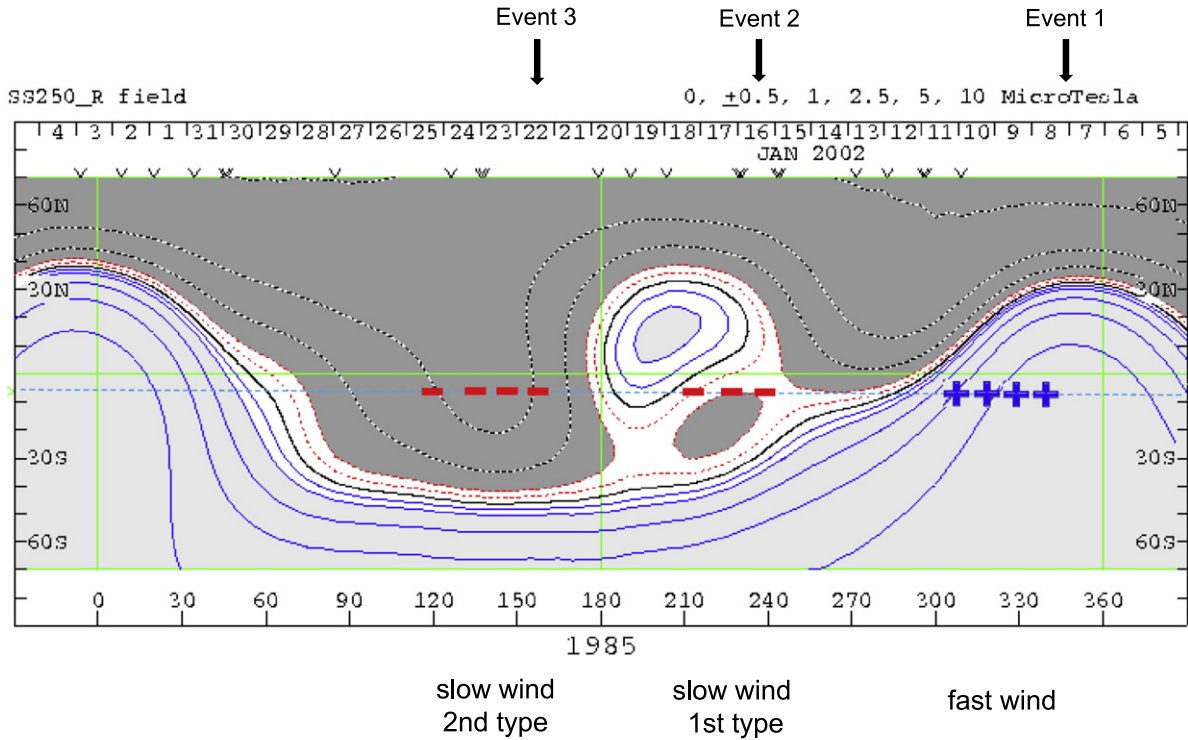 Event 3 Event 2 Event 1
SS250_R field 0, ±0.5, 1, 2.5, 5, 10 MicroTesla
4 3 2 1 31 30 29 28 27 26 25 24 23 22 21 20 19 18 17 16 15 14 13 12 11 10 9 8 7 6 5
JAN 2002
60N 60N
30N 30N
30S 30S
60S 60S
0 30 60 90 120 150 180 210 240 270 300 330 360
1985
slow wind slow wind fast wind
2nd type 1st type